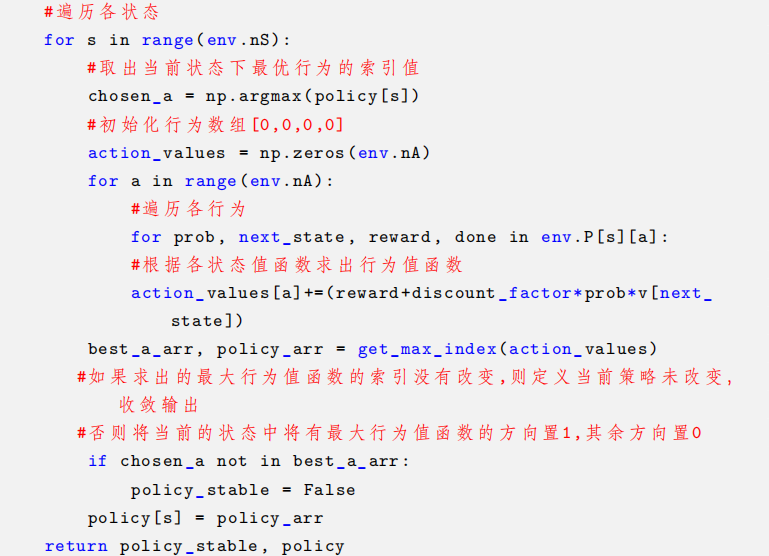 #遍历各状态
for s in range(env.nS):
#取出当前状态下最优行为的索引值
chosen_a = np.argmax(policy[s])
#初始化行为数组[0,0,0,0]
action_values = np.zeros(env.nA)
for a in range(env.nA):
#遍历各行为
for prob, next_state, reward, done in env.P[s][a]:
#根据各状态值函数求出行为值函数
action_values[a]+=(reward+discount_factor*prob*v[next_
state])
best_a_arr, policy_arr = get_max_index(action_values)
#如果求出的最大行为值函数的索引没有改变,则定义当前策略未改变,
收敛输出
#否则将当前的状态中将有最大行为值函数的方向置1,其余方向置0
if chosen_a not in best_a_arr:
policy_stable = False
policy[s] = policy_arr
return policy_stable, policy